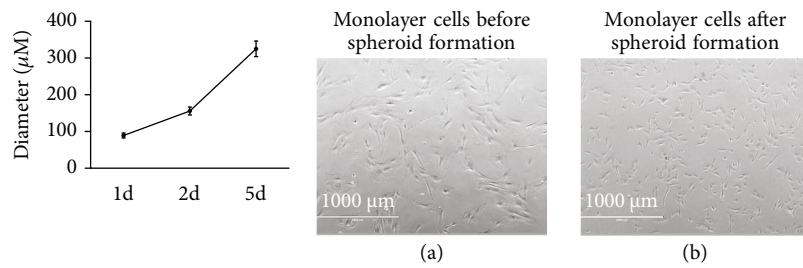 400
300
200
100
0
Diameter (µM)
1d 2d 5d
Monolayer cells before
spheroid formation
1000 µm
(a)
Monolayer cells after
spheroid formation
1000 µm
(b)